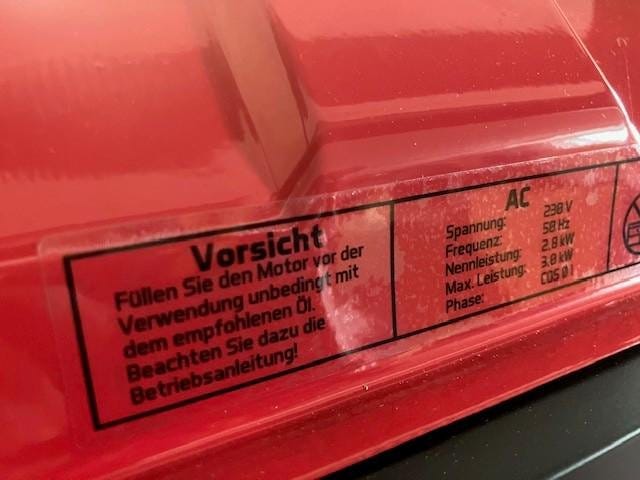 Vorsicht
Füllen Sie den Motor vor der
Verwendung unbedingt mit
dem empfohlenen Öl.
Beachten Sie dazu die
Betriebsanleitung!
AC
Spannung: 230 V
Frequenz: 50 Hz
Nennleistung: 2.8 kW
Max. Leistung: 3.0 kW
Phase: COS Ø 1